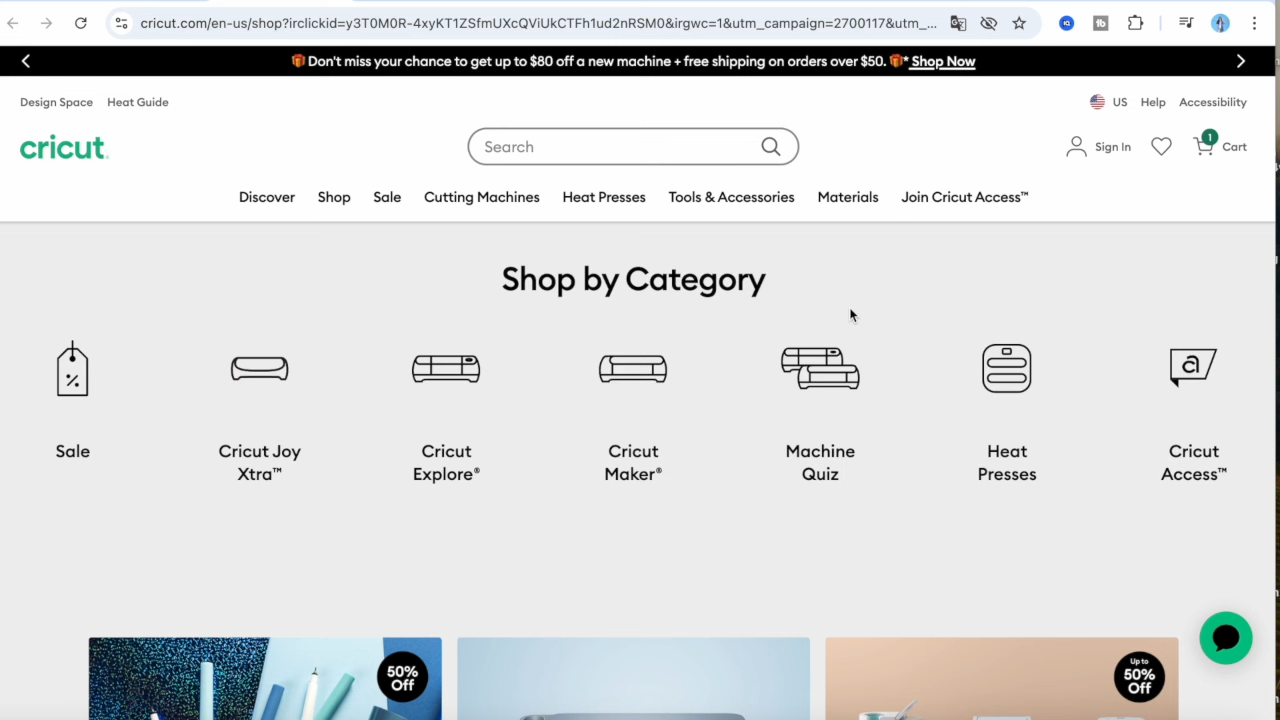 cricut.com/en-us/shop?irclickid=y3T0M0R-4xyKT1ZSfmUXcQViUkCTFh1ud2nRSM0&irgwc=1&utm_campaign=2700117&utm_...
Don't miss your chance to get up to $80 off a new machine + free shipping on orders over $50. * Shop Now
Design Space Heat Guide
US Help Accessibility
cricut
Search
Sign In
1
Cart
Discover Shop Sale Cutting Machines Heat Presses Tools & Accessories Materials Join Cricut Access™
Shop by Category
Sale
Cricut Joy
Xtra™
Cricut
Explore®
Cricut
Maker®
Machine
Quiz
Heat
Presses
Cricut
Access™
50%
Off
Up to
50%
Off